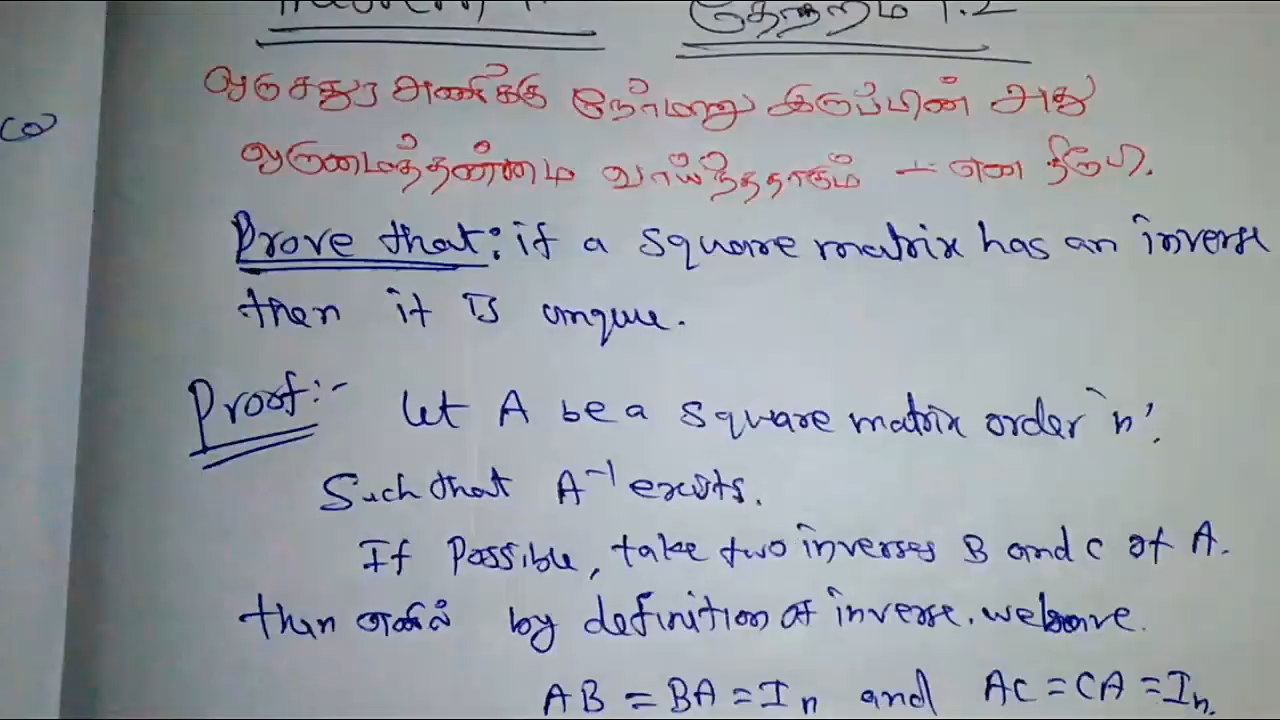 தேற்றம் 1.2
ஒரு சதுர அணிக்கு நேர்மாறு இருப்பின் அது
ஒருமைத்தன்மை வாய்ந்ததாகும் - என நிறுவு.
Prove that: if a square matrix has an inverse
then it is unique.
Proof:- Let A be a square matrix order 'n'.
Such that A⁻¹ exists.
If Possible, take two inverses B and C of A.
then எனில் by definition of inverse. we have.
AB = BA = Iₙ and AC = CA = Iₙ.